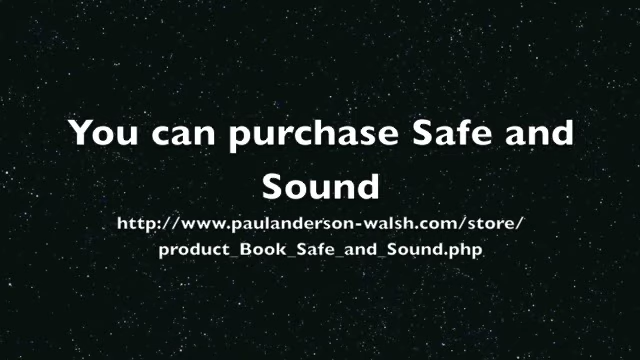 You can purchase Safe and
Sound
http://www.paulanderson-walsh.com/store/
product_Book_Safe_and_Sound.php